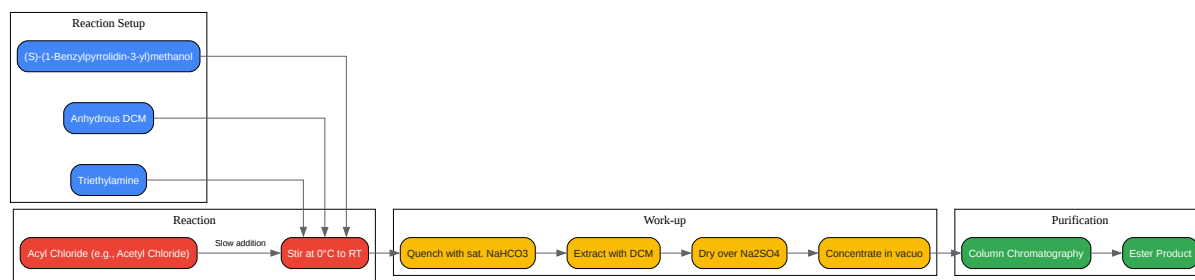 Reaction Setup
(S)-(1-Benzylpyrrolidin-3-yl)methanol
Anhydrous DCM
Triethylamine
Reaction
Acyl Chloride (e.g., Acetyl Chloride)
Slow addition
Stir at 0°C to RT
Work-up
Quench with sat. NaHCO3
Extract with DCM
Dry over Na2SO4
Concentrate in vacuo
Purification
Column Chromatography
Ester Product